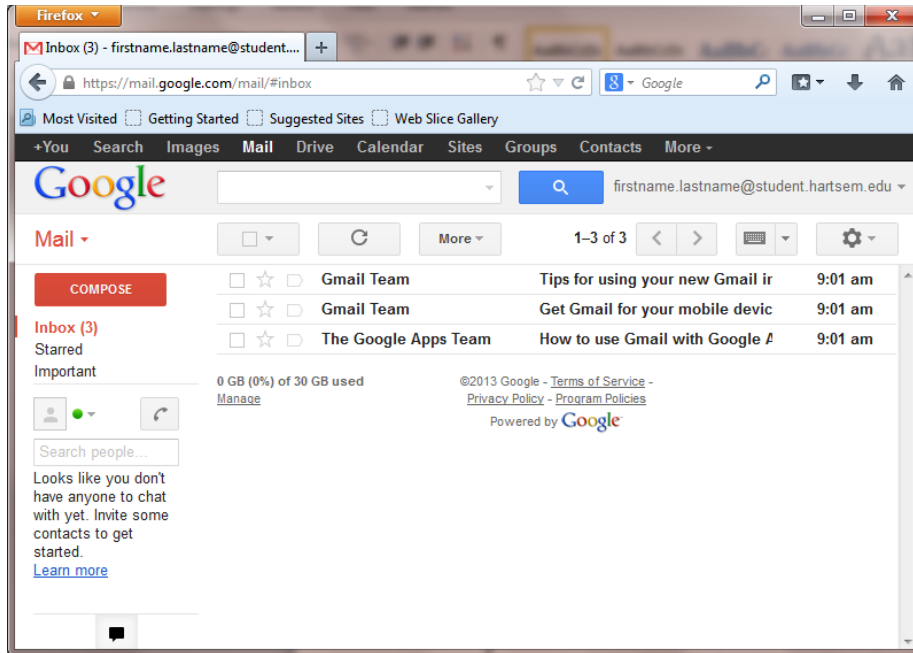 Firefox
Inbox (3) - firstname.lastname@student....
https://mail.google.com/mail/#inbox
Google
Most Visited Getting Started Suggested Sites Web Slice Gallery
+You Search Images Mail Drive Calendar Sites Groups Contacts More
Google
firstname.lastname@student.hartsem.edu
Mail
More
1–3 of 3
COMPOSE
Gmail Team Tips for using your new Gmail in 9:01 am
Gmail Team Get Gmail for your mobile devic 9:01 am
The Google Apps Team How to use Gmail with Google A 9:01 am
Inbox (3)
Starred
Important
0 GB (0%) of 30 GB used
Manage
©2013 Google - Terms of Service -
Privacy Policy - Program Policies
Powered by Google
Search people...
Looks like you don't
have anyone to chat
with yet. Invite some
contacts to get
started.
Learn more